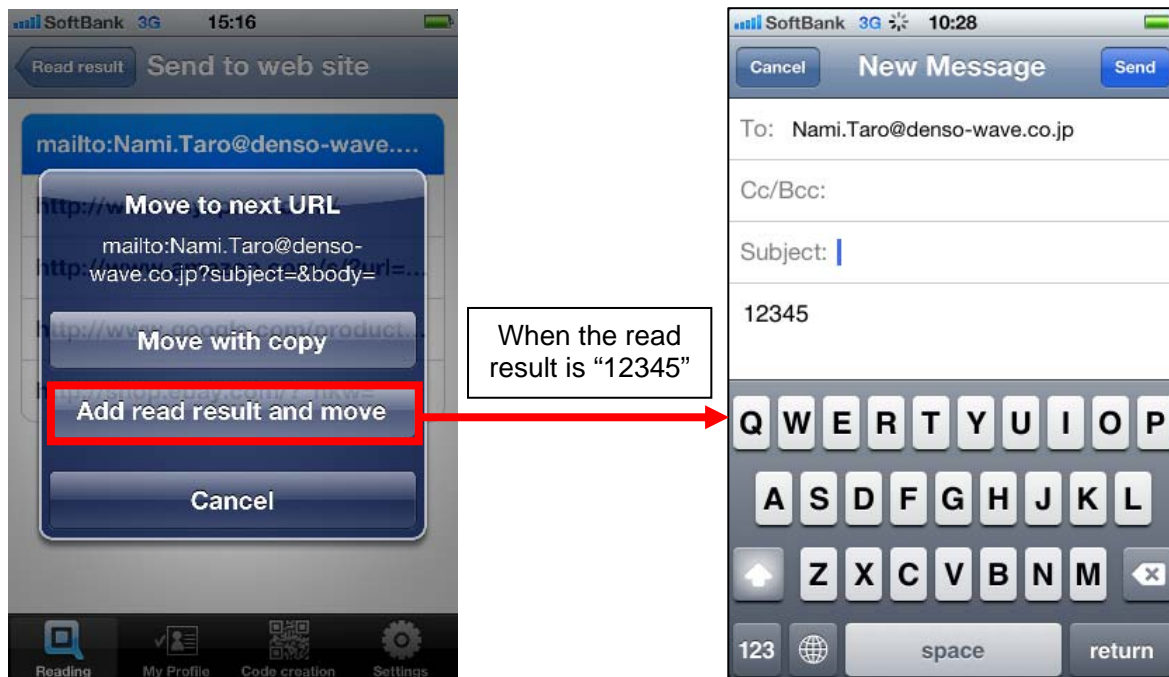 SoftBank 3G 15:16
Read result Send to web site
mailto:Nami.Taro@denso-wave....
Move to next URL
mailto:Nami.Taro@denso-
wave.co.jp?subject=&body=
Move with copy
Add read result and move
Cancel
Reading My Profile Code creation Settings
When the read
result is “12345”
SoftBank 3G 10:28
Cancel New Message Send
To: Nami.Taro@denso-wave.co.jp
Cc/Bcc:
Subject:
12345
Q W E R T Y U I O P
A S D F G H J K L
Z X C V B N M
123 space return